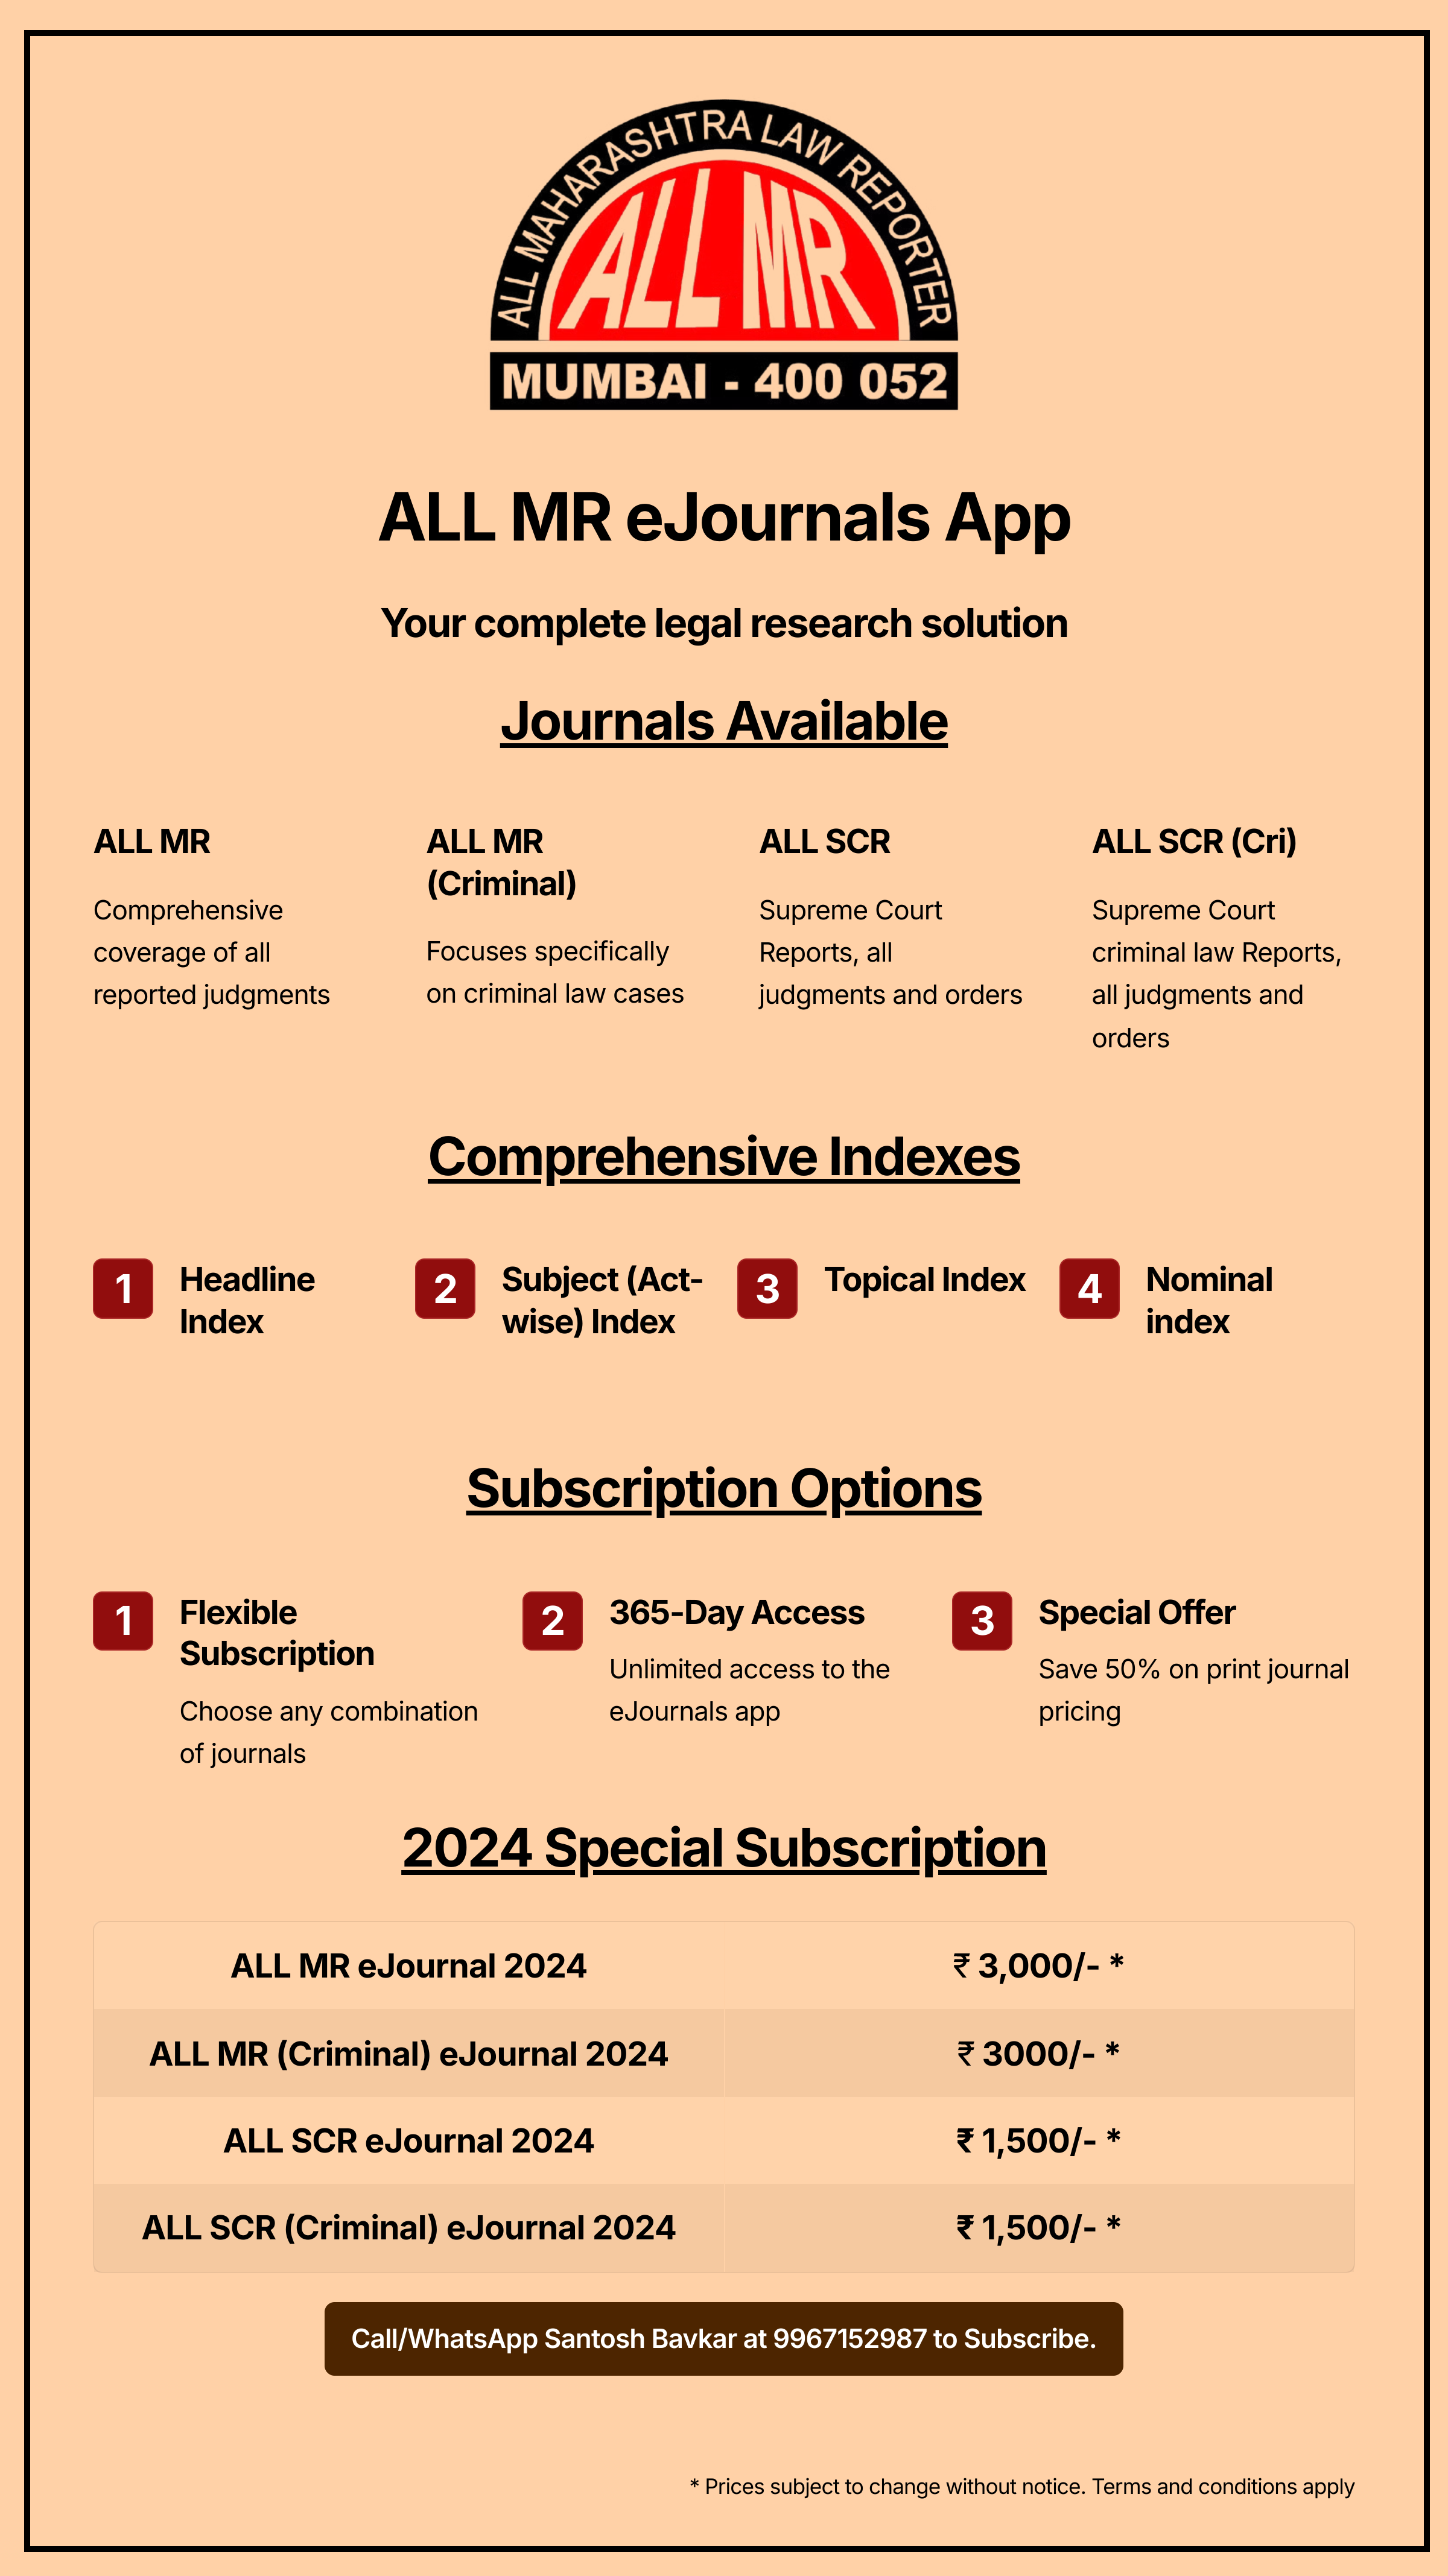 ALL MAHARASHTRA LAW REPORTER
ALL MR
MUMBAI - 400 052
ALL MR eJournals App
Your complete legal research solution
Journals Available
ALL MR
Comprehensive
coverage of all
reported judgments
ALL MR
(Criminal)
Focuses specifically
on criminal law cases
ALL SCR
Supreme Court
Reports, all
judgments and orders
ALL SCR (Cri)
Supreme Court
criminal law Reports,
all judgments and
orders
Comprehensive Indexes
1
Headline
Index
2
Subject (Act-
wise) Index
3
Topical Index
4
Nominal
index
Subscription Options
1
Flexible
Subscription
Choose any combination
of journals
2
365-Day Access
Unlimited access to the
eJournals app
3
Special Offer
Save 50% on print journal
pricing
2024 Special Subscription
ALL MR eJournal 2024
₹ 3,000/- *
ALL MR (Criminal) eJournal 2024
₹ 3000/- *
ALL SCR eJournal 2024
₹ 1,500/- *
ALL SCR (Criminal) eJournal 2024
₹ 1,500/- *
Call/WhatsApp Santosh Bavkar at 9967152987 to Subscribe.
* Prices subject to change without notice. Terms and conditions apply